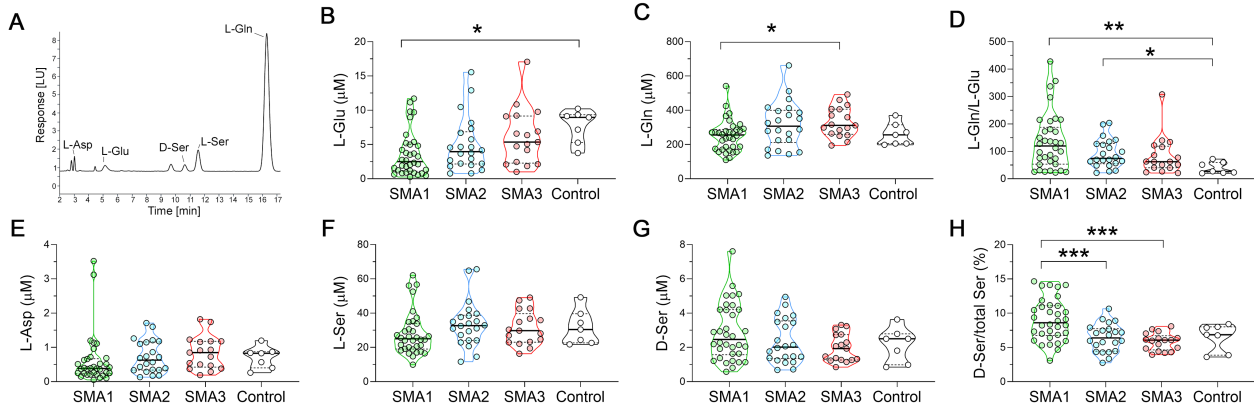 A
Response [LU]
9
8
7
6
5
4
3
2
1
0
L-Asp
L-Glu
D-Ser
L-Ser
L-Gln
2 3 4 5 6 7 8 9 10 11 12 13 14 15 16 17
Time [min]
B
L-Glu (μM)
20
15
10
5
0
*
SMA1 SMA2 SMA3 Control
C
L-Gln (μM)
800
600
400
200
0
*
SMA1 SMA2 SMA3 Control
D
L-Gln/L-Glu
500
400
300
200
100
0
**
*
SMA1 SMA2 SMA3 Control
E
L-Asp (μM)
4
3
2
1
0
SMA1 SMA2 SMA3 Control
F
L-Ser (μM)
80
60
40
20
0
SMA1 SMA2 SMA3 Control
G
D-Ser (μM)
8
6
4
2
0
SMA1 SMA2 SMA3 Control
H
D-Ser/total Ser (%)
20
15
10
5
0
***
***
SMA1 SMA2 SMA3 Control